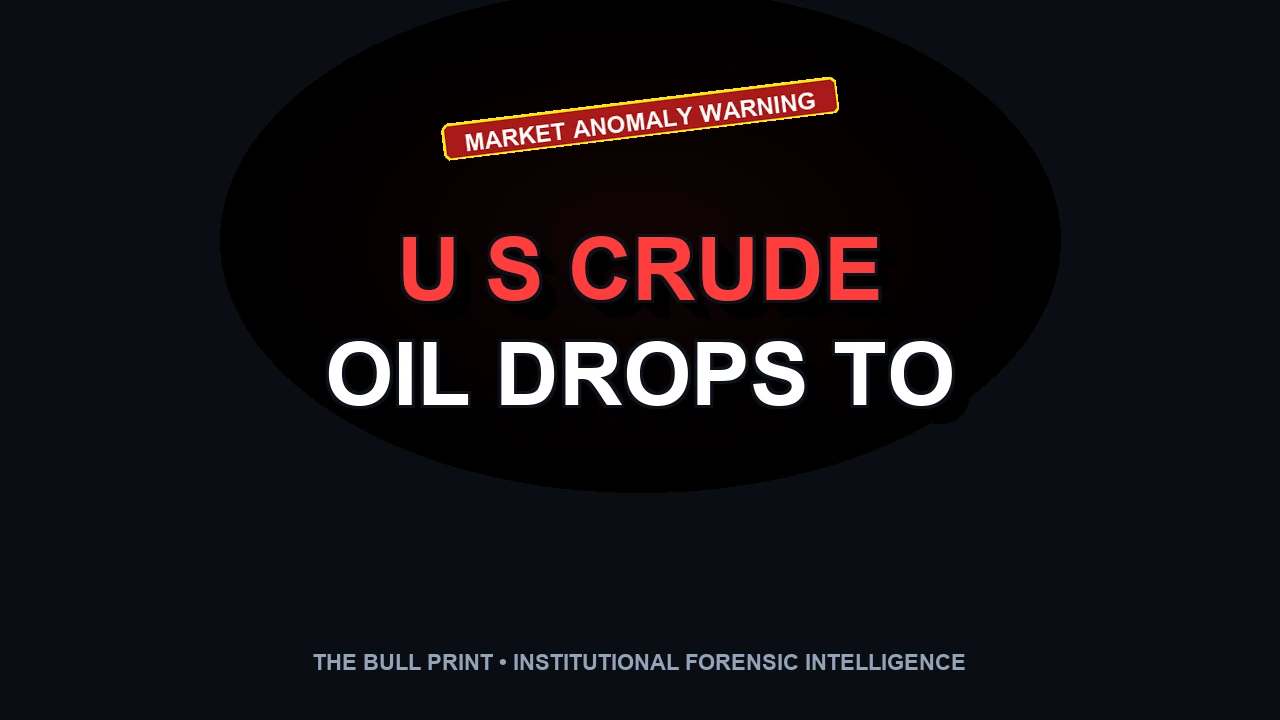 MARKET ANOMALY WARNING
U S CRUDE
OIL DROPS TO
THE BULL PRINT • INSTITUTIONAL FORENSIC INTELLIGENCE